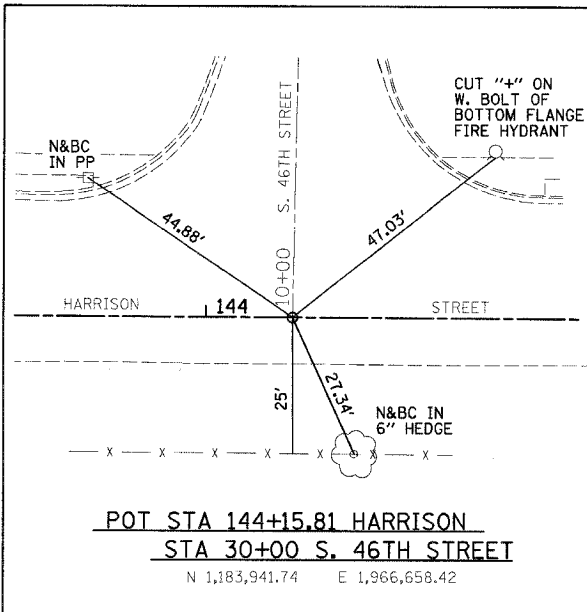 CUT "+" ON
W. BOLT OF
BOTTOM FLANGE
FIRE HYDRANT
N&BC
IN PP
S. 46TH STREET
44.88'
47.03'
10+00
HARRISON
144
STREET
25'
27.34'
N&BC IN
6" HEDGE
X X X X X X X
POT STA 144+15.81 HARRISON
STA 30+00 S. 46TH STREET
N 1,183,941.74 E 1,966,658.42